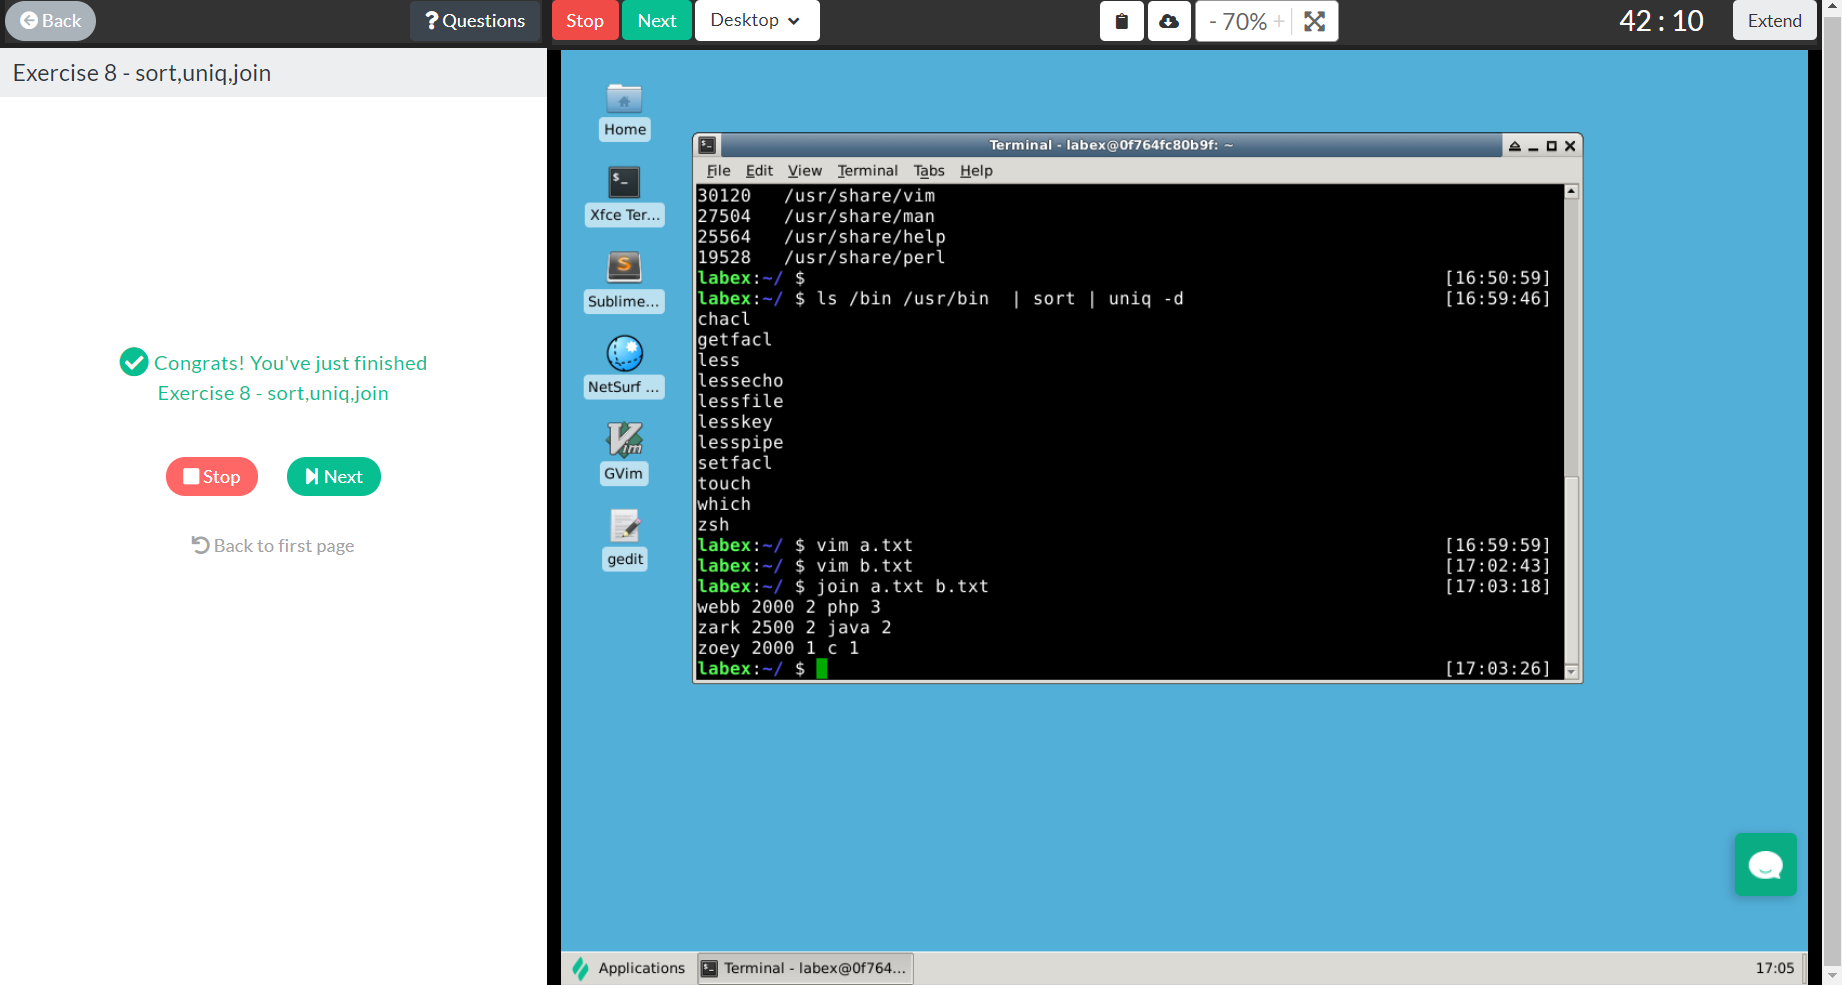 Back
Questions
Stop
Next
Desktop
- 70% +
42 : 10
Extend
Exercise 8 - sort,uniq,join
Congrats! You've just finished
Exercise 8 - sort,uniq,join
Stop
Next
Back to first page
Home
Xfce Ter...
Sublime...
NetSurf ...
GVim
gedit
Terminal - labex@0f764fc80b9f: ~
File Edit View Terminal Tabs Help
30120 /usr/share/vim
27504 /usr/share/man
25564 /usr/share/help
19528 /usr/share/perl
labex:~/ $ [16:50:59]
labex:~/ $ ls /bin /usr/bin | sort | uniq -d [16:59:46]
chacl
getfacl
less
lessecho
lessfile
lesskey
lesspipe
setfacl
touch
which
zsh
labex:~/ $ vim a.txt [16:59:59]
labex:~/ $ vim b.txt [17:02:43]
labex:~/ $ join a.txt b.txt [17:03:18]
webb 2000 2 php 3
zark 2500 2 java 2
zoey 2000 1 c 1
labex:~/ $ [17:03:26]
Applications
Terminal - labex@0f764...
17:05